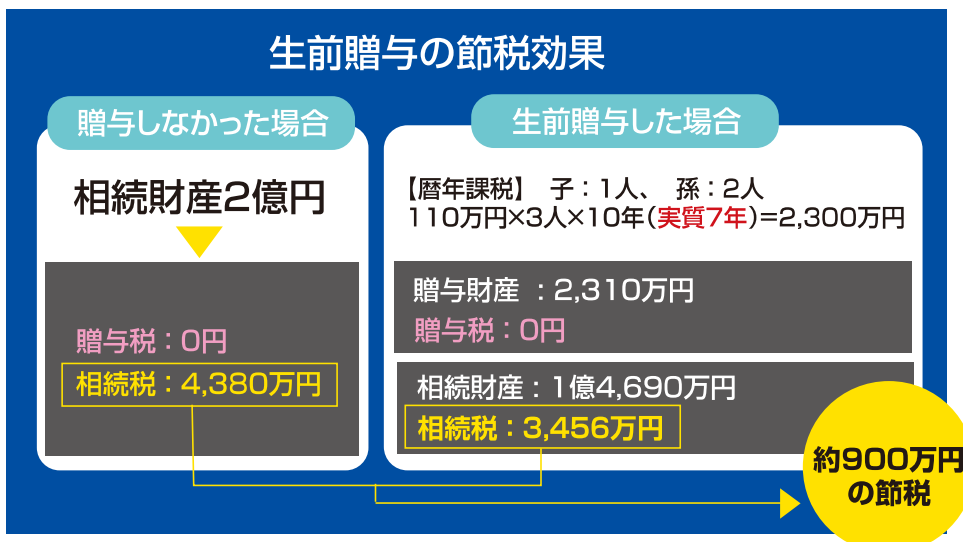 生前贈与の節税効果
贈与しなかった場合
相続財産2億円
贈与税：0円
相続税：4,380万円
生前贈与した場合
【暦年課税】 子：1人、 孫：2人
110万円×3人×10年（実質7年）＝2,300万円
贈与財産 ：2,310万円
贈与税：0円
相続財産：1億4,690万円
相続税：3,456万円
約900万円
の節税